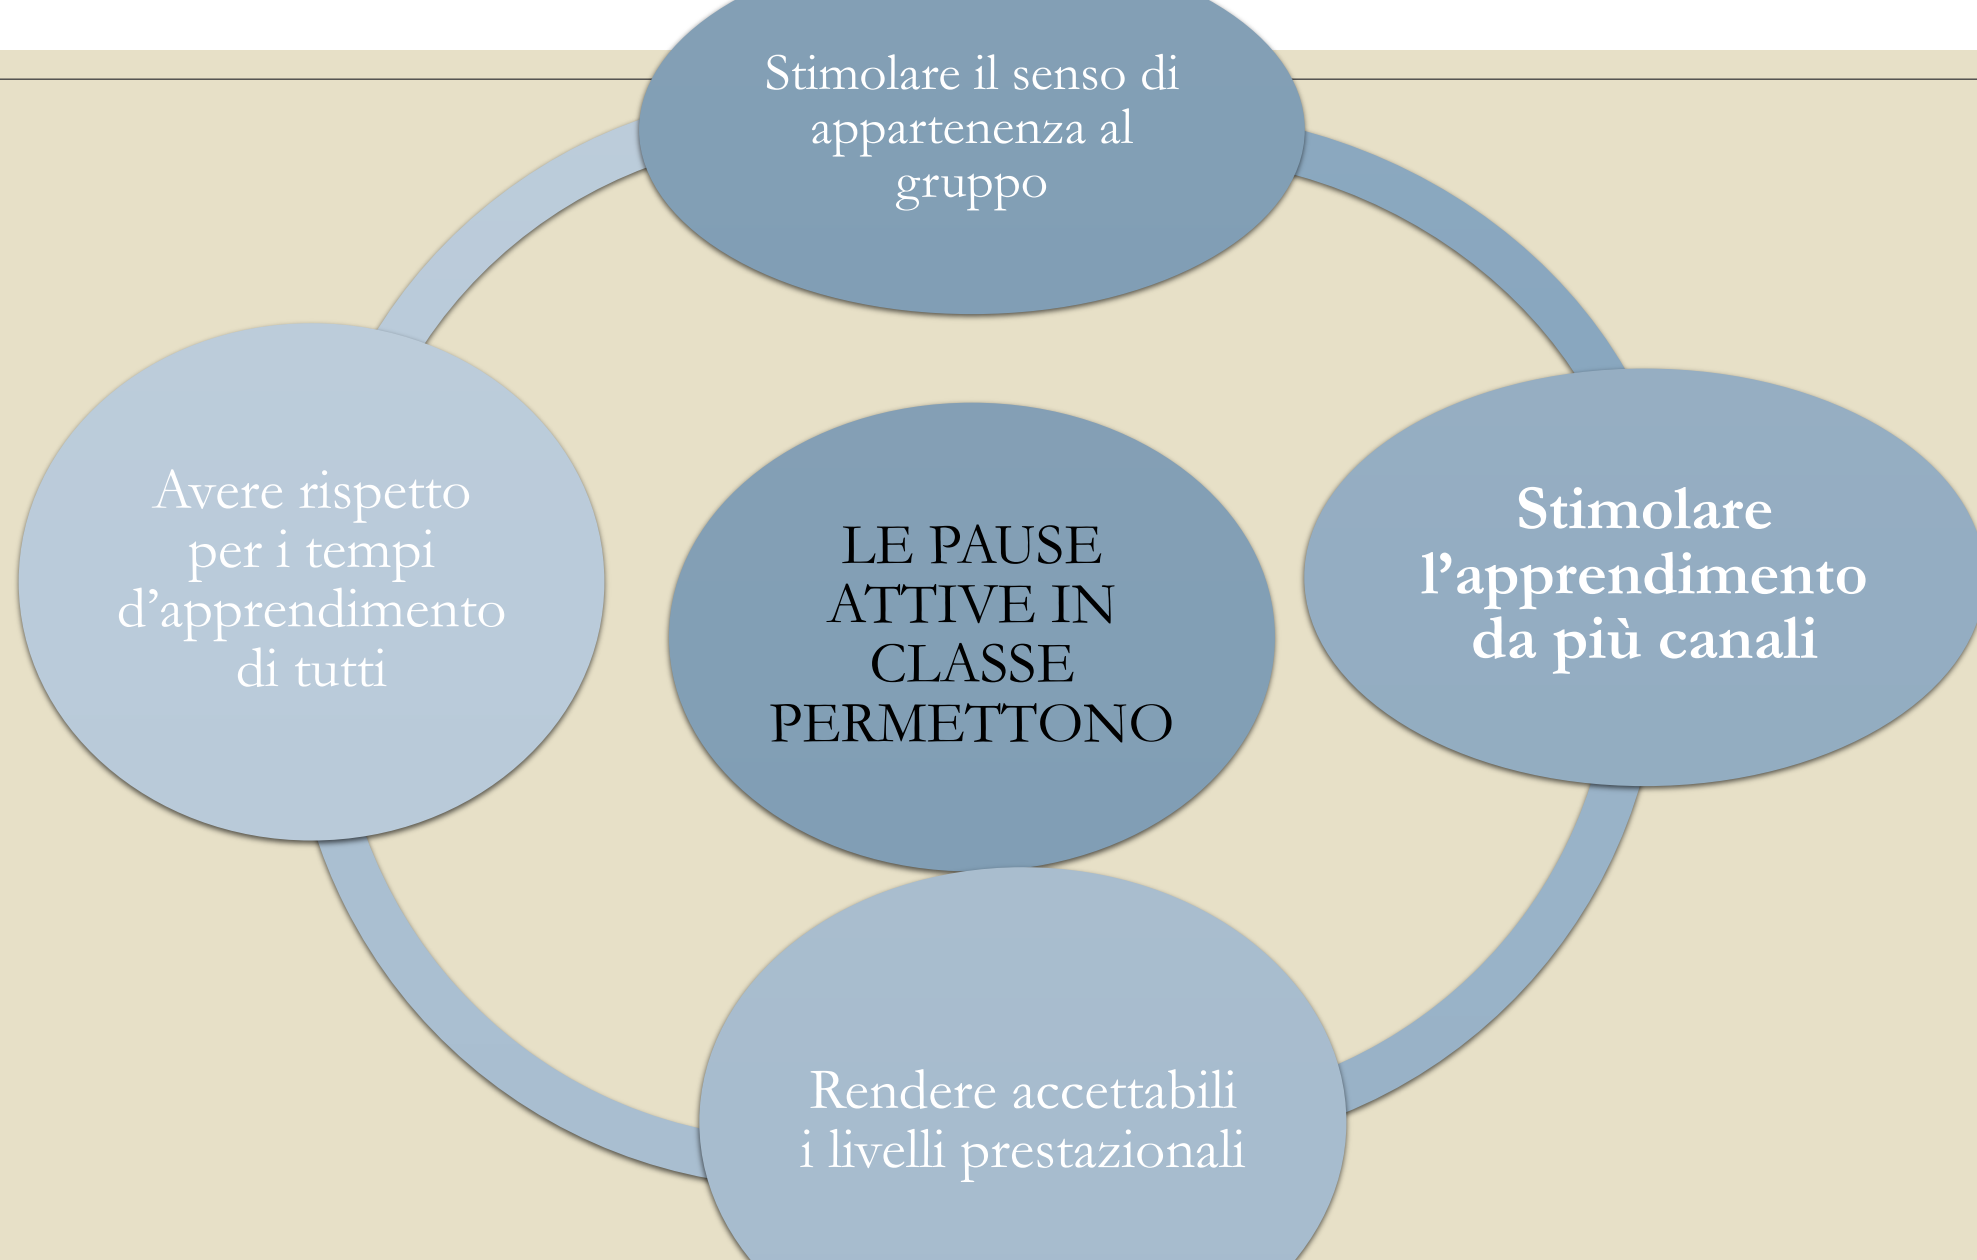 Stimolare il senso di
appartenenza al
gruppo
Avere rispetto
per i tempi
d’apprendimento
di tutti
LE PAUSE
ATTIVE IN
CLASSE
PERMETTONO
Stimolare
l’apprendimento
da più canali
Rendere accettabili
i livelli prestazionali